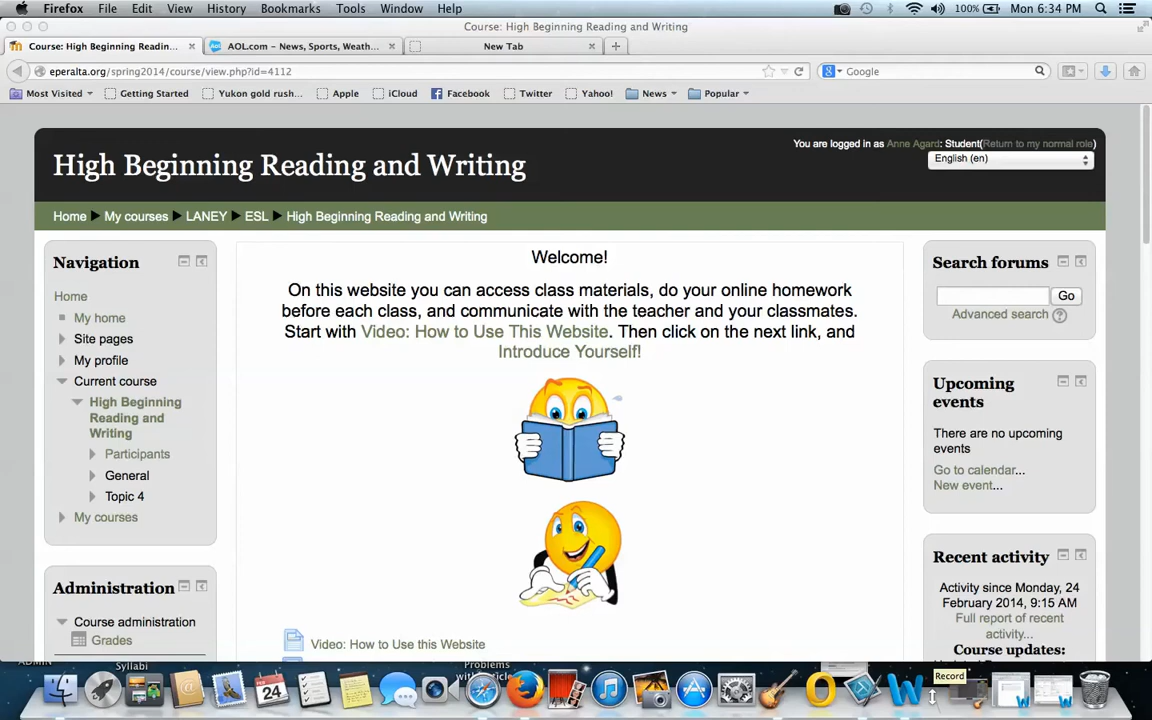 Firefox File Edit View History Bookmarks Tools Window Help 100% Mon 6:34 PM
Course: High Beginning Reading and Writing
Course: High Beginning Readin... AOL.com – News, Sports, Weath... New Tab
eperalta.org/spring2014/course/view.php?id=4112 Google
Most Visited Getting Started Yukon gold rush... Apple iCloud Facebook Twitter Yahoo! News Popular
You are logged in as Anne Agard: Student(Return to my normal role)
English (en)
High Beginning Reading and Writing
Home My courses LANEY ESL High Beginning Reading and Writing
Navigation
Home
My home
Site pages
My profile
Current course
High Beginning
Reading and
Writing
Participants
General
Topic 4
My courses
Administration
Course administration
Grades
Welcome!
On this website you can access class materials, do your online homework
before each class, and communicate with the teacher and your classmates.
Start with Video: How to Use This Website. Then click on the next link, and
Introduce Yourself!
Video: How to Use this Website
Search forums
Go
Advanced search
Upcoming
events
There are no upcoming
events
Go to calendar...
New event...
Recent activity
Activity since Monday, 24
February 2014, 9:15 AM
Full report of recent
activity...
Course updates:
Syllabi
Record
FEB
24